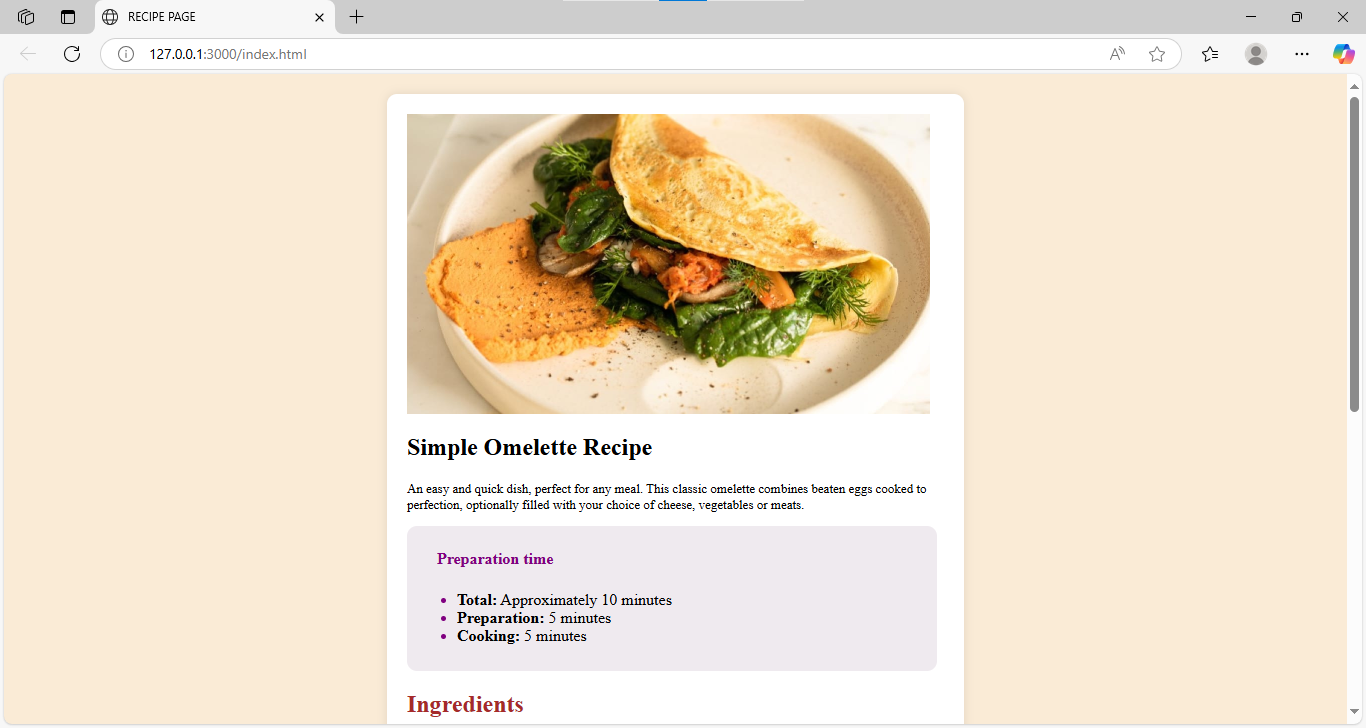 RECIPE PAGE
127.0.0.1:3000/index.html
Simple Omelette Recipe
An easy and quick dish, perfect for any meal. This classic omelette combines beaten eggs cooked to
perfection, optionally filled with your choice of cheese, vegetables or meats.
Preparation time
Total: Approximately 10 minutes
Preparation: 5 minutes
Cooking: 5 minutes
Ingredients